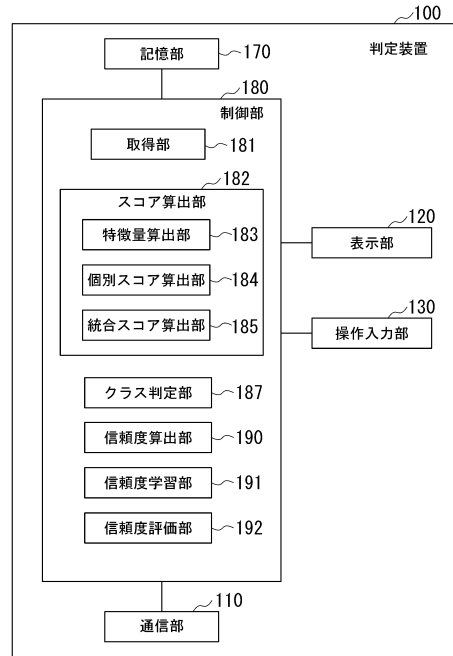 100
判定装置
記憶部
170
180
制御部
取得部
181
182
スコア算出部
特徴量算出部
183
個別スコア算出部
184
統合スコア算出部
185
120
表示部
130
操作入力部
クラス判定部
187
信頼度算出部
190
信頼度学習部
191
信頼度評価部
192
110
通信部